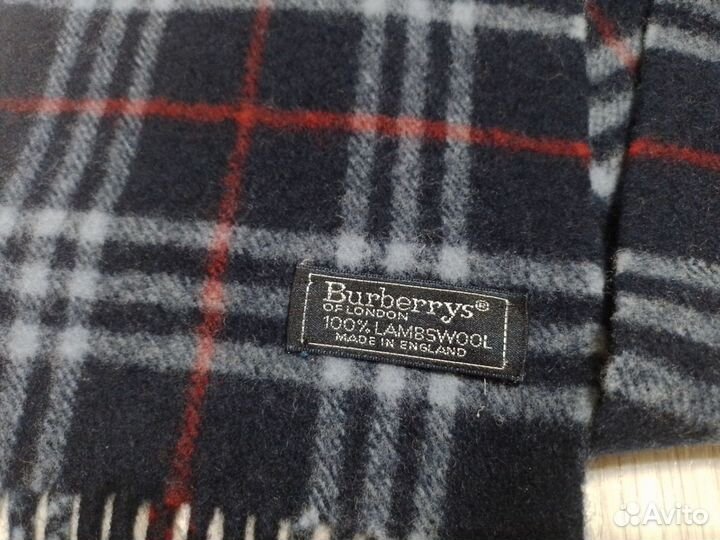 Burberrys®
OF LONDON
100% LAMBSWOOL
MADE IN ENGLAND
Avito